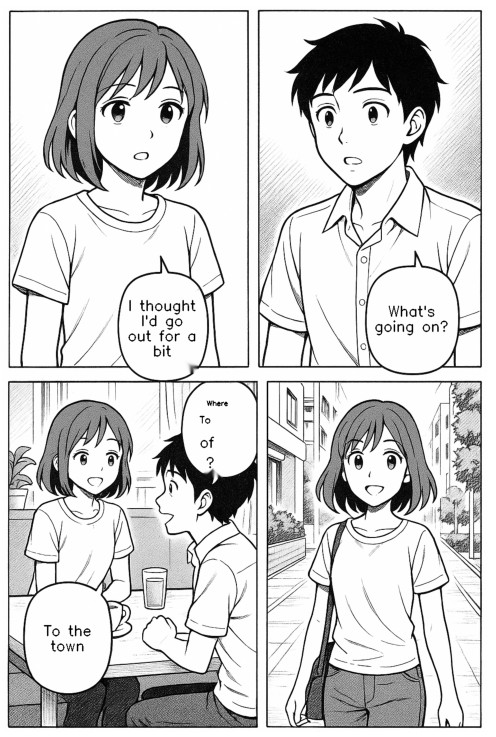 I thought
I'd go
out for a
bit
What's
going on?
Where
To
of
?
To the
town